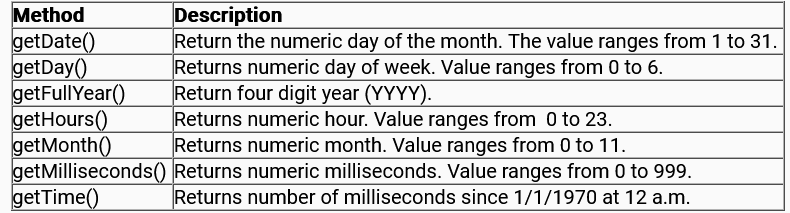 Method Description
getDate() Return the numeric day of the month. The value ranges from 1 to 31.
getDay() Returns numeric day of week. Value ranges from 0 to 6.
getFullYear() Return four digit year (YYYY).
getHours() Returns numeric hour. Value ranges from 0 to 23.
getMonth() Returns numeric month. Value ranges from 0 to 11.
getMilliseconds() Returns numeric milliseconds. Value ranges from 0 to 999.
getTime() Returns number of milliseconds since 1/1/1970 at 12 a.m.